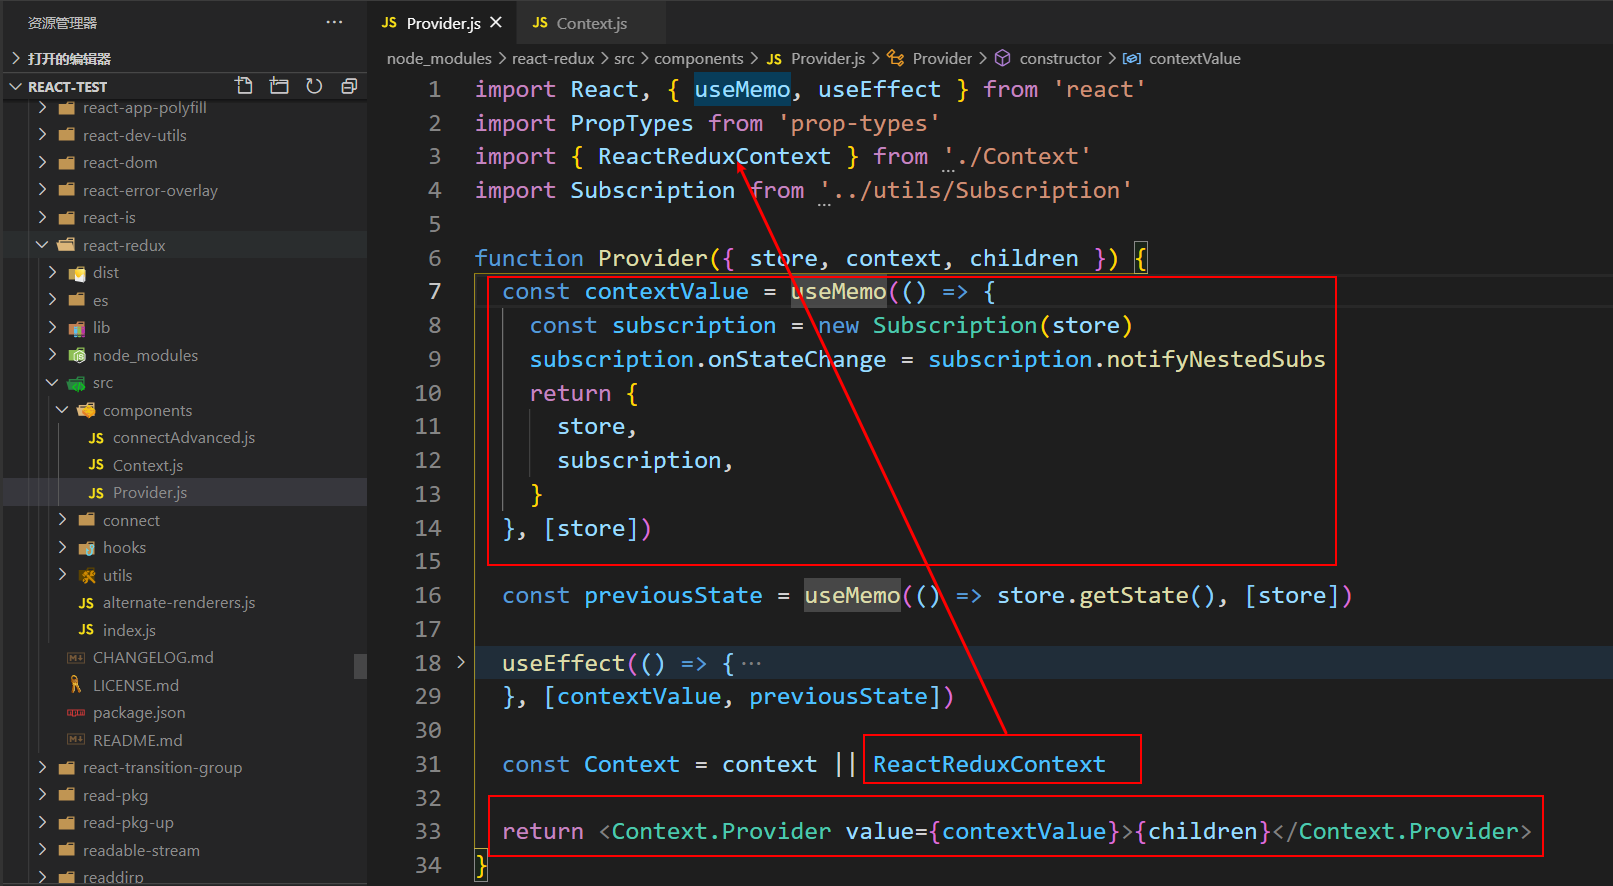 资源管理器 ···
打开的编辑器
REACT-TEST
react-app-polyfill
react-dev-utils
react-dom
react-error-overlay
react-is
react-redux
dist
es
lib
node_modules
src
components
JS connectAdvanced.js
JS Context.js
JS Provider.js
connect
hooks
utils
JS alternate-renderers.js
JS index.js
CHANGELOG.md
LICENSE.md
package.json
README.md
react-transition-group
read-pkg
read-pkg-up
readable-stream
readdirp
JS Provider.js × JS Context.js
node_modules > react-redux > src > components > JS Provider.js > Provider > constructor > contextValue
1 import React, { useMemo, useEffect } from 'react'
2 import PropTypes from 'prop-types'
3 import { ReactReduxContext } from './Context'
4 import Subscription from '../utils/Subscription'
5
6 function Provider({ store, context, children }) {
7 const contextValue = useMemo(() => {
8 const subscription = new Subscription(store)
9 subscription.onStateChange = subscription.notifyNestedSubs
10 return {
11 store,
12 subscription,
13 }
14 }, [store])
15
16 const previousState = useMemo(() => store.getState(), [store])
17
18 > useEffect(() => { ···
29 }, [contextValue, previousState])
30
31 const Context = context || ReactReduxContext
32
33 return <Context.Provider value={contextValue}>{children}</Context.Provider>
34 }